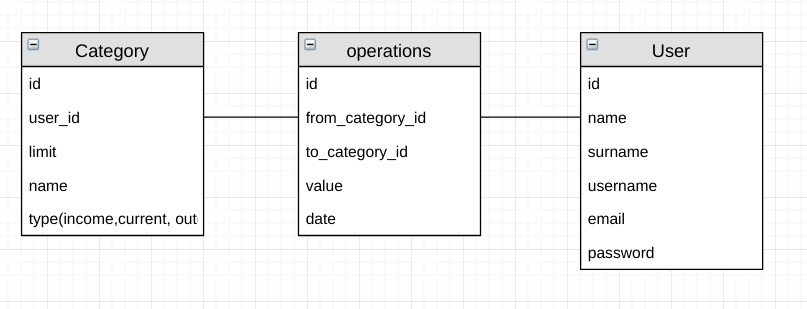 Category
id
user_id
limit
name
type(income,current, out
operations
id
from_category_id
to_category_id
value
date
User
id
name
surname
username
email
password